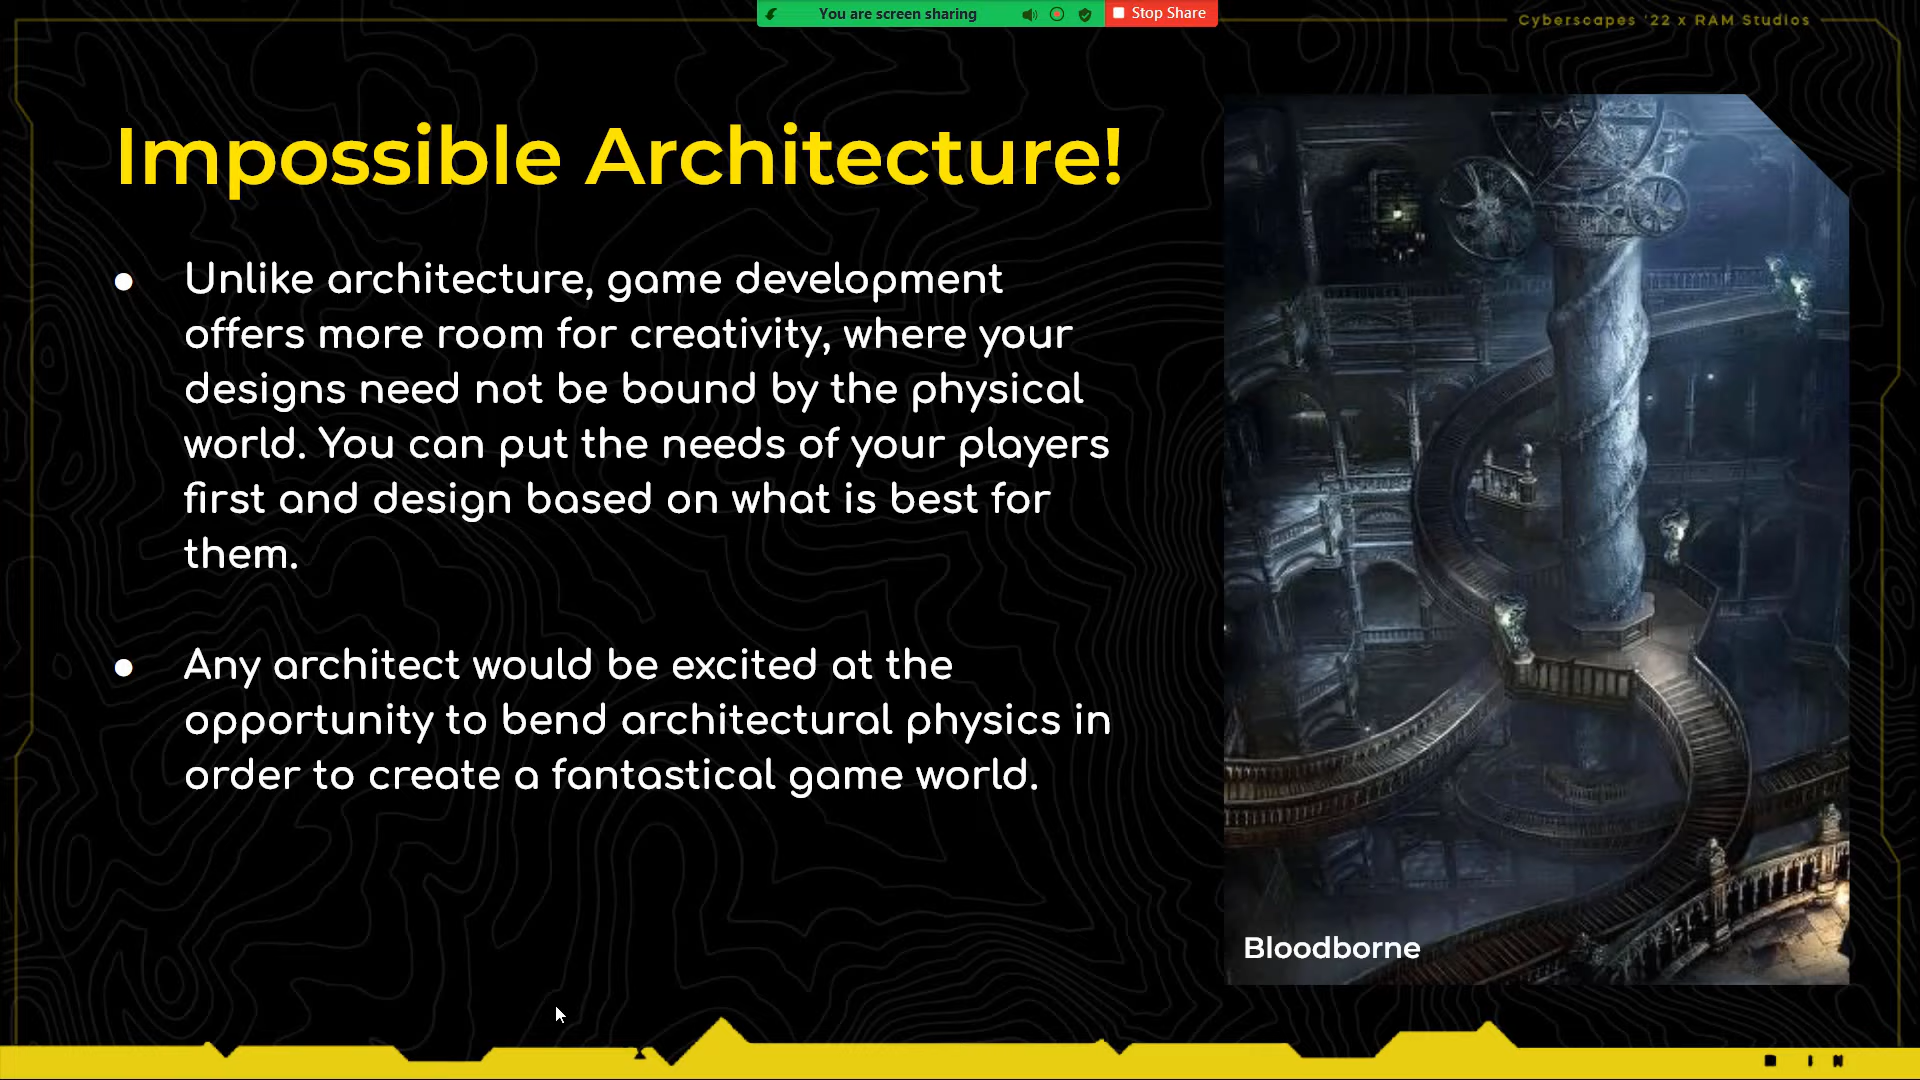 You are screen sharing
Stop Share
Cyberscapes '22 x RAM Studios
Impossible Architecture!
● Unlike architecture, game development
offers more room for creativity, where your
designs need not be bound by the physical
world. You can put the needs of your players
first and design based on what is best for
them.
● Any architect would be excited at the
opportunity to bend architectural physics in
order to create a fantastical game world.
Bloodborne